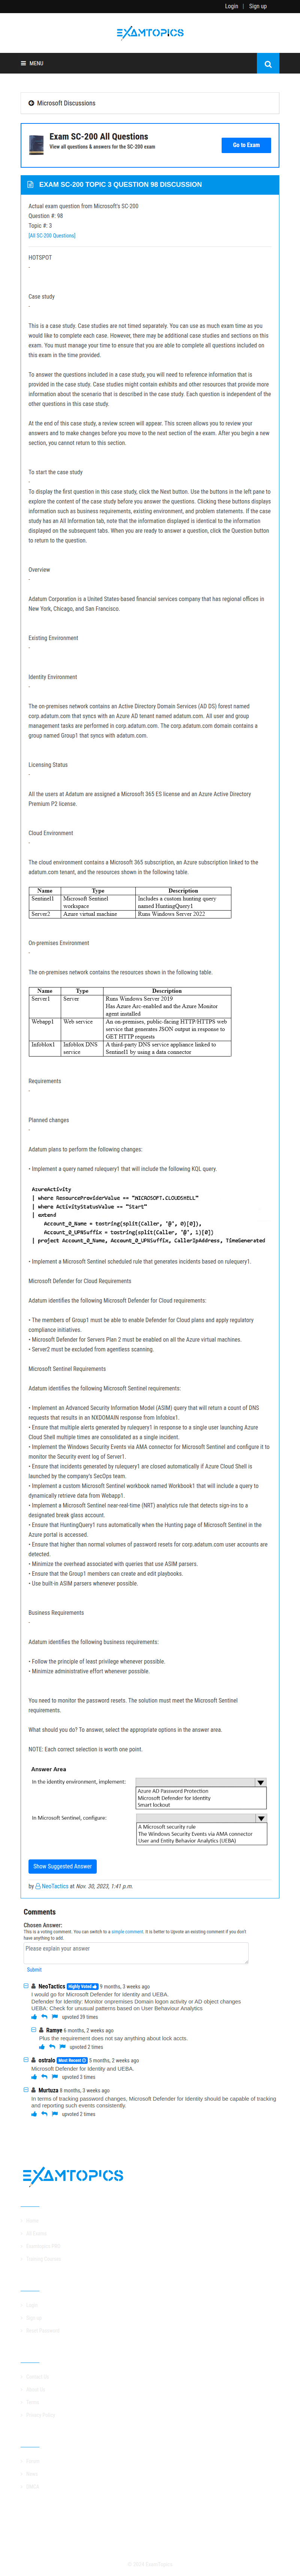 Login | Sign up
EXAMTOPICS
MENU
Microsoft Discussions
Exam SC-200 All Questions
View all questions & answers for the SC-200 exam
Go to Exam
EXAM SC-200 TOPIC 3 QUESTION 98 DISCUSSION
Actual exam question from Microsoft's SC-200
Question #: 98
Topic #: 3
[All SC-200 Questions]
HOTSPOT
-
Case study
-
This is a case study. Case studies are not timed separately. You can use as much exam time as you
would like to complete each case. However, there may be additional case studies and sections on this
exam. You must manage your time to ensure that you are able to complete all questions included on
this exam in the time provided.
To answer the questions included in a case study, you will need to reference information that is
provided in the case study. Case studies might contain exhibits and other resources that provide more
information about the scenario that is described in the case study. Each question is independent of the
other questions in this case study.
At the end of this case study, a review screen will appear. This screen allows you to review your
answers and to make changes before you move to the next section of the exam. After you begin a new
section, you cannot return to this section.
To start the case study
-
To display the first question in this case study, click the Next button. Use the buttons in the left pane to
explore the content of the case study before you answer the questions. Clicking these buttons displays
information such as business requirements, existing environment, and problem statements. If the case
study has an All Information tab, note that the information displayed is identical to the information
displayed on the subsequent tabs. When you are ready to answer a question, click the Question button
to return to the question.
Overview
-
Adatum Corporation is a United States-based financial services company that has regional offices in
New York, Chicago, and San Francisco.
Existing Environment
-
Identity Environment
-
The on-premises network contains an Active Directory Domain Services (AD DS) forest named
corp.adatum.com that syncs with an Azure AD tenant named adatum.com. All user and group
management tasks are performed in corp.adatum.com. The corp.adatum.com domain contains a
group named Group1 that syncs with adatum.com.
Licensing Status
-
All the users at Adatum are assigned a Microsoft 365 ES license and an Azure Active Directory
Premium P2 license.
Cloud Environment
-
The cloud environment contains a Microsoft 365 subscription, an Azure subscription linked to the
adatum.com tenant, and the resources shown in the following table.
Name Type Description
Sentinel1 Microsoft Sentinel workspace Includes a custom hunting query named HuntingQuery1
Server2 Azure virtual machine Runs Windows Server 2022
On-premises Environment
-
The on-premises network contains the resources shown in the following table.
Name Type Description
Server1 Server Runs Windows Server 2019
Has Azure Arc-enabled and the Azure Monitor
agent installed
Webapp1 Web service An on-premises, public-facing HTTP/HTTPS web
service that generates JSON output in response to
GET HTTP requests
Infoblox1 Infoblox DNS service A third-party DNS service appliance linked to
Sentinel1 by using a data connector
Requirements
-
Planned changes
-
Adatum plans to perform the following changes:
• Implement a query named rulequery1 that will include the following KQL query.
AzureActivity
| where ResourceProviderValue == "MICROSOFT.CLOUDSHELL"
| where ActivityStatusValue == "Start"
| extend
Account_0_Name = tostring(split(Caller, '@', 0)[0]),
Account_0_UPNSuffix = tostring(split(Caller, '@', 1)[0])
| project Account_0_Name, Account_0_UPNSuffix, CallerIpAddress, TimeGenerated
• Implement a Microsoft Sentinel scheduled rule that generates incidents based on rulequery1.
Microsoft Defender for Cloud Requirements
Adatum identifies the following Microsoft Defender for Cloud requirements:
• The members of Group1 must be able to enable Defender for Cloud plans and apply regulatory
compliance initiatives.
• Microsoft Defender for Servers Plan 2 must be enabled on all the Azure virtual machines.
• Server2 must be excluded from agentless scanning.
Microsoft Sentinel Requirements
Adatum identifies the following Microsoft Sentinel requirements:
• Implement an Advanced Security Information Model (ASIM) query that will return a count of DNS
requests that results in an NXDOMAIN response from Infoblox1.
• Ensure that multiple alerts generated by rulequery1 in response to a single user launching Azure
Cloud Shell multiple times are consolidated as a single incident.
• Implement the Windows Security Events via AMA connector for Microsoft Sentinel and configure it to
monitor the Security event log of Server1.
• Ensure that incidents generated by rulequery1 are closed automatically if Azure Cloud Shell is
launched by the company's SecOps team.
• Implement a custom Microsoft Sentinel workbook named Workbook1 that will include a query to
dynamically retrieve data from Webapp1.
• Implement a Microsoft Sentinel near-real-time (NRT) analytics rule that detects sign-ins to a
designated break glass account.
• Ensure that HuntingQuery1 runs automatically when the Hunting page of Microsoft Sentinel in the
Azure portal is accessed.
• Ensure that higher than normal volumes of password resets for corp.adatum.com user accounts are
detected.
• Minimize the overhead associated with queries that use ASIM parsers.
• Ensure that the Group1 members can create and edit playbooks.
• Use built-in ASIM parsers whenever possible.
Business Requirements
-
Adatum identifies the following business requirements:
• Follow the principle of least privilege whenever possible.
• Minimize administrative effort whenever possible.
You need to monitor the password resets. The solution must meet the Microsoft Sentinel
requirements.
What should you do? To answer, select the appropriate options in the answer area.
NOTE: Each correct selection is worth one point.
Answer Area
In the identity environment, implement:
Azure AD Password Protection
Microsoft Defender for Identity
Smart lockout
In Microsoft Sentinel, configure:
A Microsoft security rule
The Windows Security Events via AMA connector
User and Entity Behavior Analytics (UEBA)
Show Suggested Answer
by NeoTactics at Nov. 30, 2023, 1:41 p.m.
Comments
Chosen Answer:
This is a voting comment. You can switch to a simple comment. It is better to Upvote an existing comment if you don't
have anything to add.
Please explain your answer
Submit
NeoTactics Highly Voted 9 months, 3 weeks ago
I would go for Microsoft Defender for Identity and UEBA.
Defender for Identity: Monitor onpremises Domain logon activity or AD object changes
UEBA: Check for unusual patterns based on User Behaviour Analytics
upvoted 39 times
Ramye 6 months, 2 weeks ago
Plus the requirement does not say anything about lock accts.
upvoted 2 times
ostralo Most Recent 5 months, 2 weeks ago
Microsoft Defender for Identity and UEBA.
upvoted 3 times
Murtuza 8 months, 3 weeks ago
In terms of tracking password changes, Microsoft Defender for Identity should be capable of tracking
and reporting such events consistently.
upvoted 2 times
EXAMTOPICS